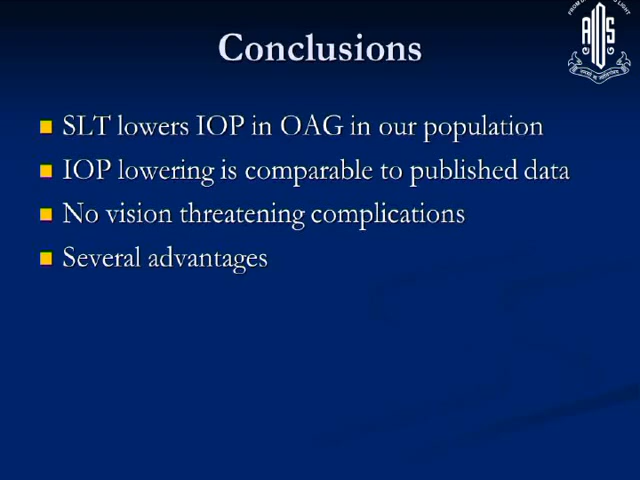 Conclusions
SLT lowers IOP in OAG in our population
IOP lowering is comparable to published data
No vision threatening complications
Several advantages